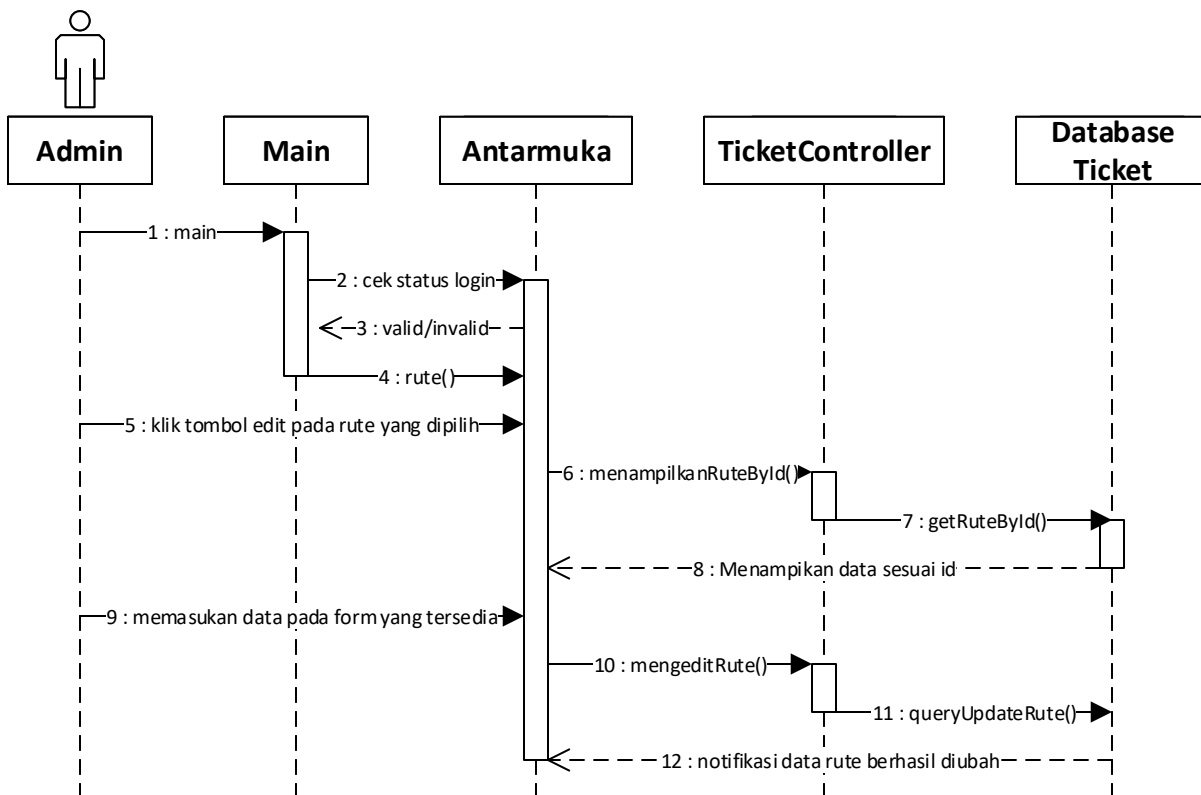 Admin
Main
Antarmuka
TicketController
Database
Ticket
1 : main
2 : cek status login
3 : valid/invalid
4 : rute()
5 : klik tombol edit pada rute yang dipilih
6 : menampilkanRuteById()
7 : getRuteById()
8 : Menampikan data sesuai id
9 : memasukan data pada form yang tersedia
10 : mengeditRute()
11 : queryUpdateRute()
12 : notifikasi data rute berhasil diubah